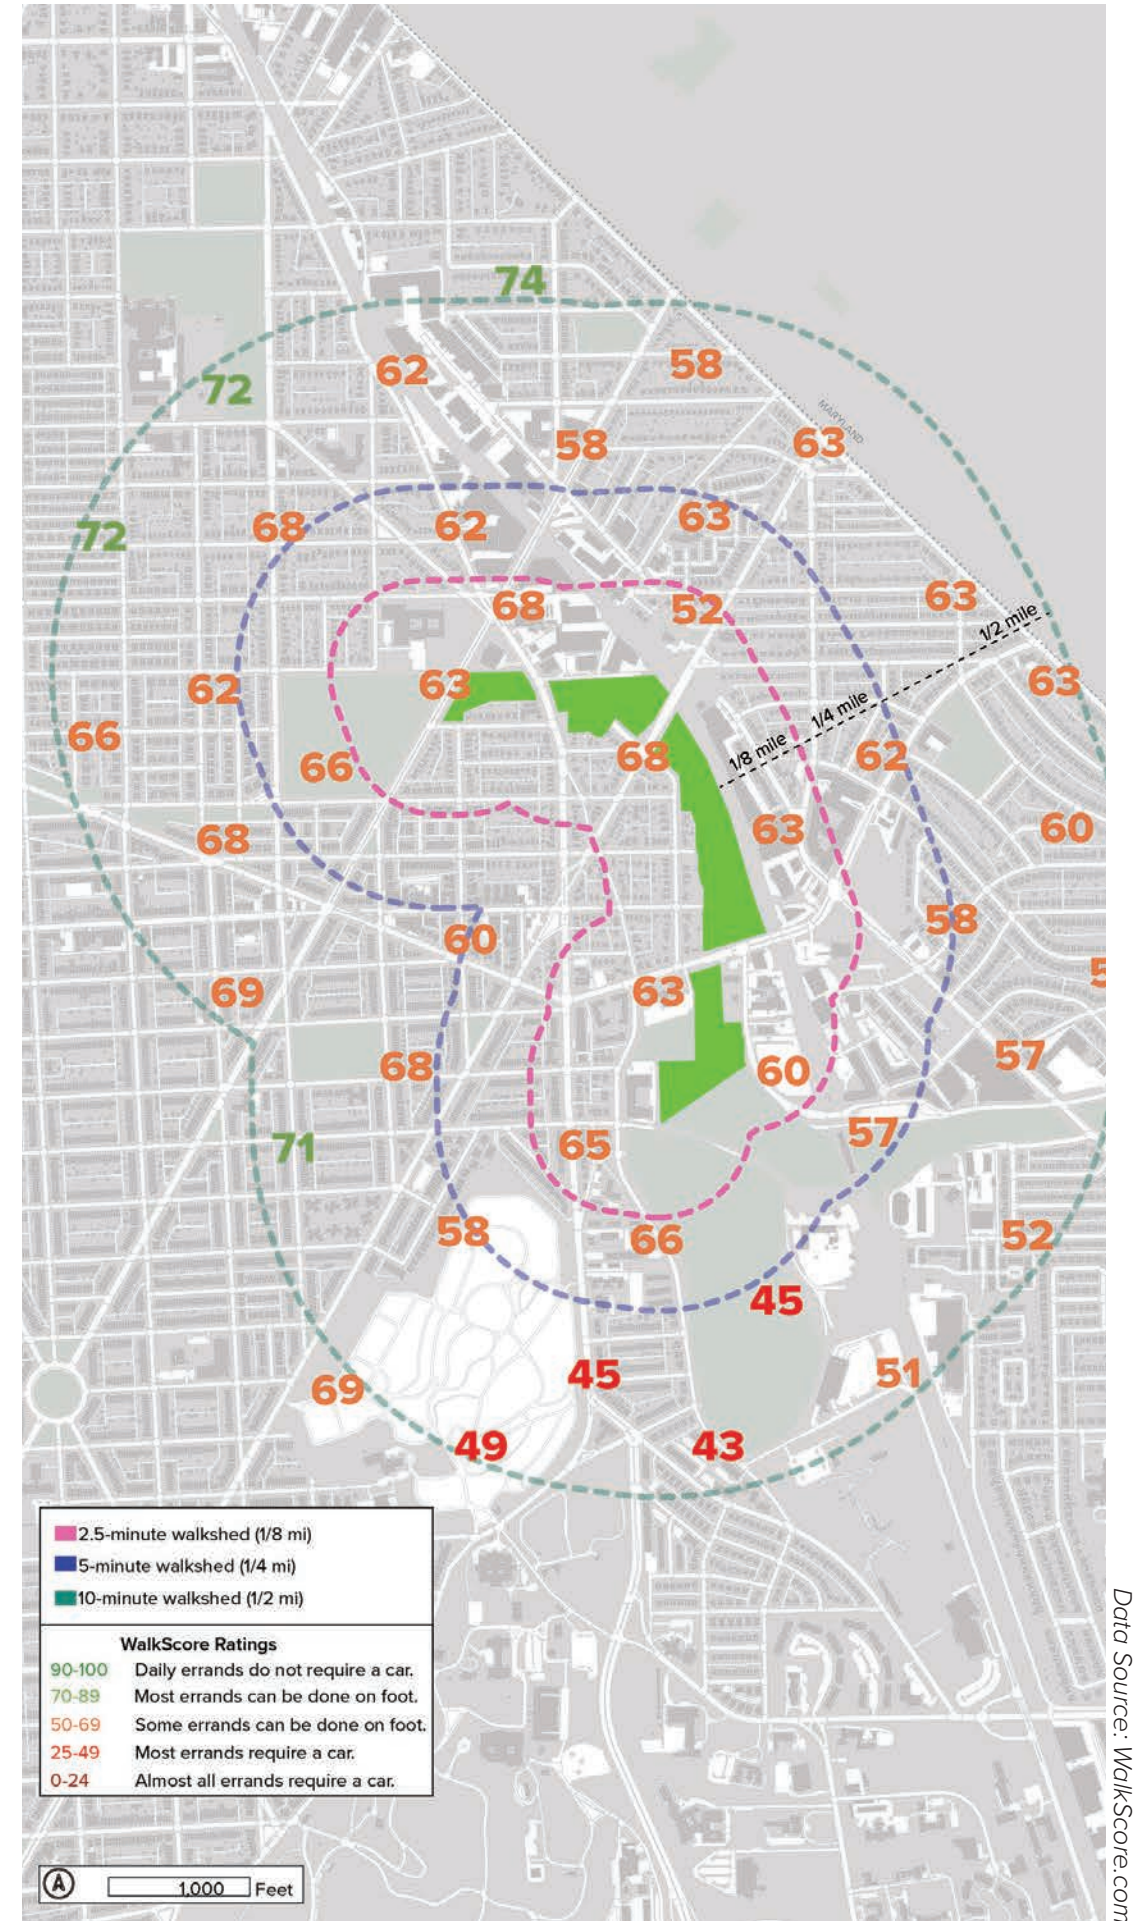 74
62
58
72
58
63
72
68
62
63
68
52
63
1/2 mile
MARYLAND
63
62
63
66
66
68
1/4 mile
1/8 mile
62
68
63
60
60
58
69
63
5
68
60
57
71
65
57
58
66
52
45
45
51
69
49
43
2.5-minute walkshed (1/8 mi)
5-minute walkshed (1/4 mi)
10-minute walkshed (1/2 mi)
WalkScore Ratings
90-100 Daily errands do not require a car.
70-89 Most errands can be done on foot.
50-69 Some errands can be done on foot.
25-49 Most errands require a car.
0-24 Almost all errands require a car.
A
1,000 Feet
Data Source: WalkScore.com